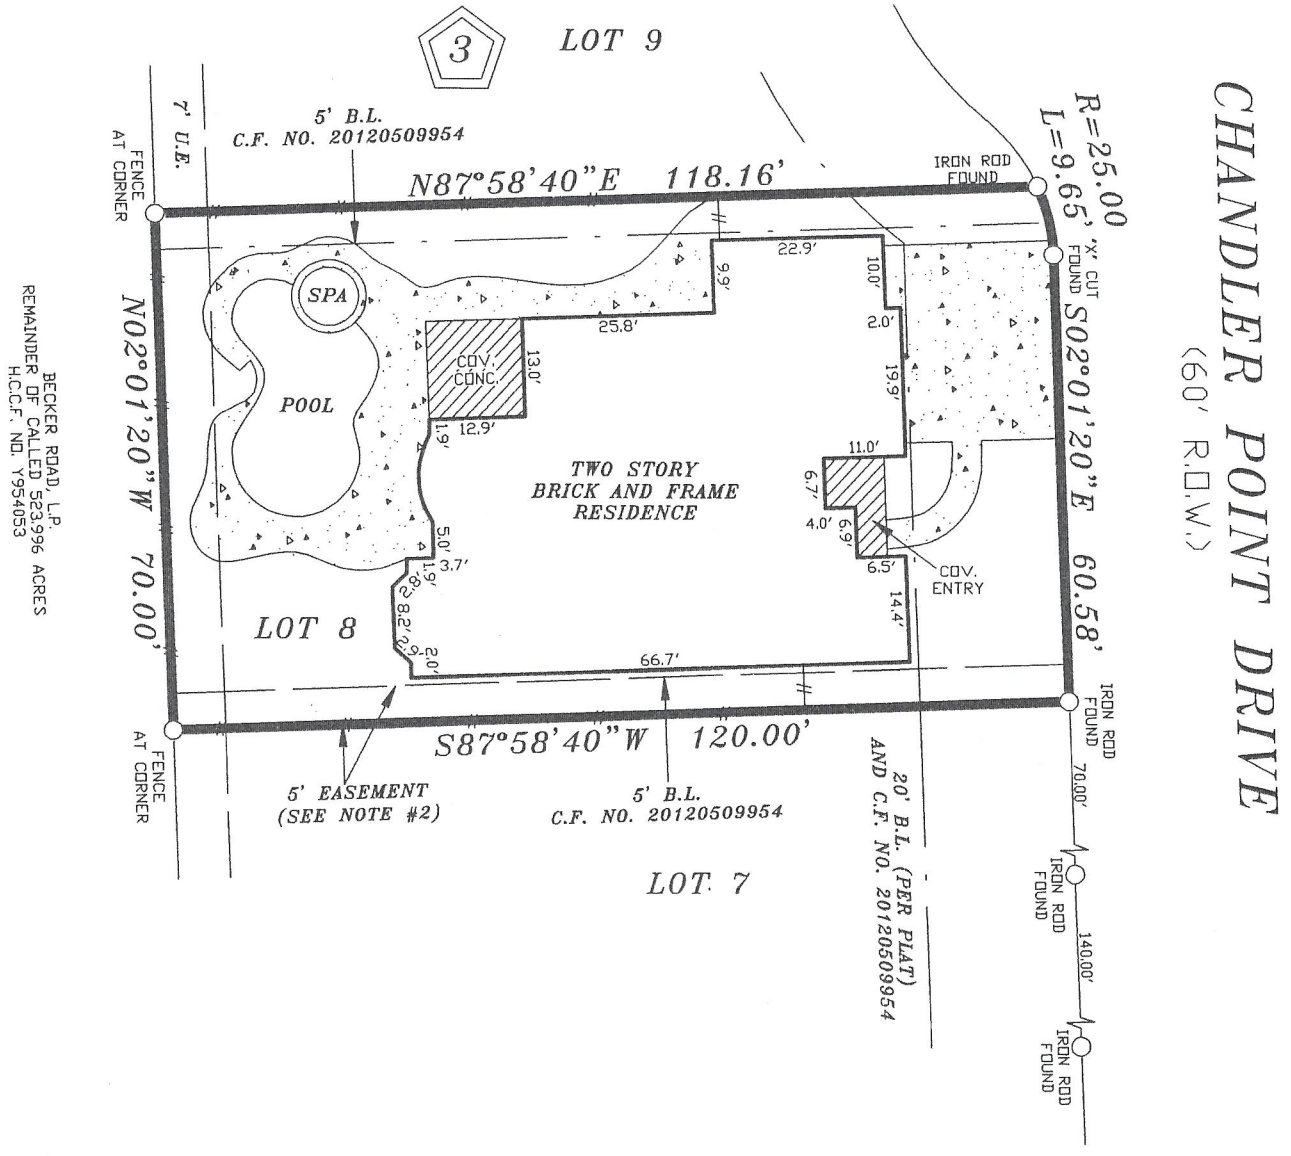 3
LOT 9
5' B.L.
C.F. NO. 20120509954
7' U.E.
FENCE
AT CORNER
N87°58'40"E 118.16'
IRON ROD
FOUND
R=25.00
L=9.65'
'X' CUT
FOUND
CHANDLER POINT DRIVE
(60' R.O.W.)
S02°01'20"E 60.58'
22.9'
9.9'
10.0'
2.0'
25.8'
19.9'
SPA
COV.
CONC.
13.0'
12.9'
1.9'
POOL
11.0'
6.7'
4.0'
6.9'
6.5'
COV.
ENTRY
14.4'
TWO STORY
BRICK AND FRAME
RESIDENCE
N02°01'20"W 70.00'
BECKER ROAD, L.P.
REMAINDER OF CALLED 523.996 ACRES
H.C.C.F. NO. Y954053
5.0'
3.7'
1.9'
2.8'
8.2'
2.9'
2.0'
LOT 8
66.7'
S87°58'40"W 120.00'
IRON ROD
FOUND
FENCE
AT CORNER
5' EASEMENT
(SEE NOTE #2)
5' B.L.
C.F. NO. 20120509954
20' B.L. (PER PLAT)
AND C.F. NO. 20120509954
70.00'
IRON ROD
FOUND
LOT 7
140.00'
IRON ROD
FOUND